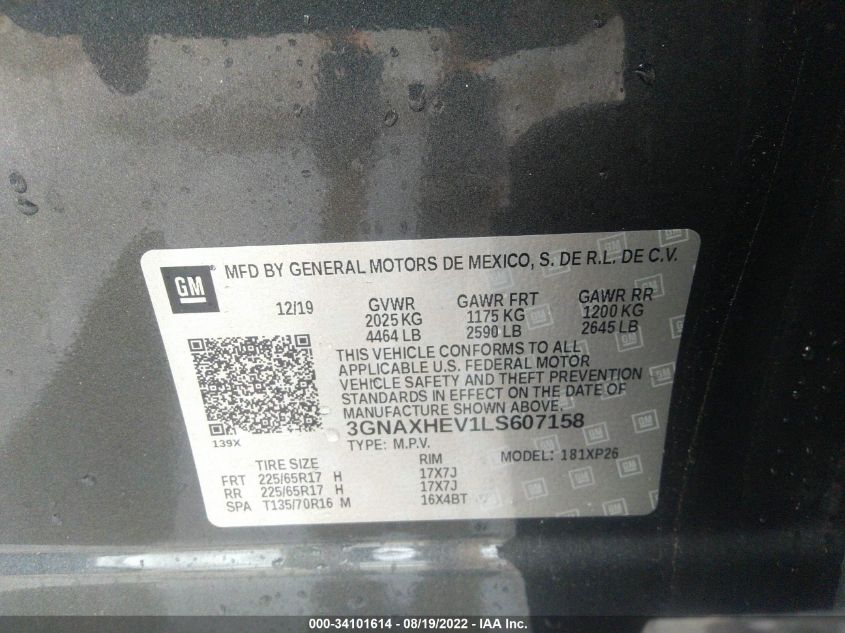 GM
MFD BY GENERAL MOTORS DE MEXICO, S. DE R.L. DE C.V.
12/19 GVWR GAWR FRT GAWR RR
2025 KG 1175 KG 1200 KG
4464 LB 2590 LB 2645 LB
THIS VEHICLE CONFORMS TO ALL
APPLICABLE U.S. FEDERAL MOTOR
VEHICLE SAFETY AND THEFT PREVENTION
STANDARDS IN EFFECT ON THE DATE OF
MANUFACTURE SHOWN ABOVE.
139X
3GNAXHEV1LS607158
TYPE: M.P.V. MODEL: 181XP26
TIRE SIZE RIM
FRT 225/65R17 H 17X7J
RR 225/65R17 H 17X7J
SPA T135/70R16 M 16X4BT
000-34101614 - 08/19/2022 - IAA Inc.